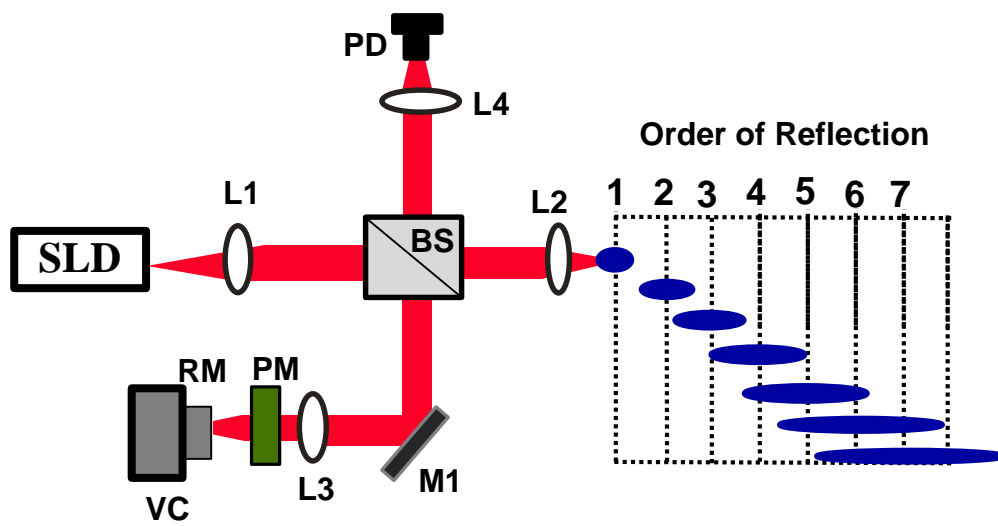 PD
L4
Order of Reflection
1 2 3 4 5 6 7
L1
L2
BS
SLD
RM
PM
L3
M1
VC